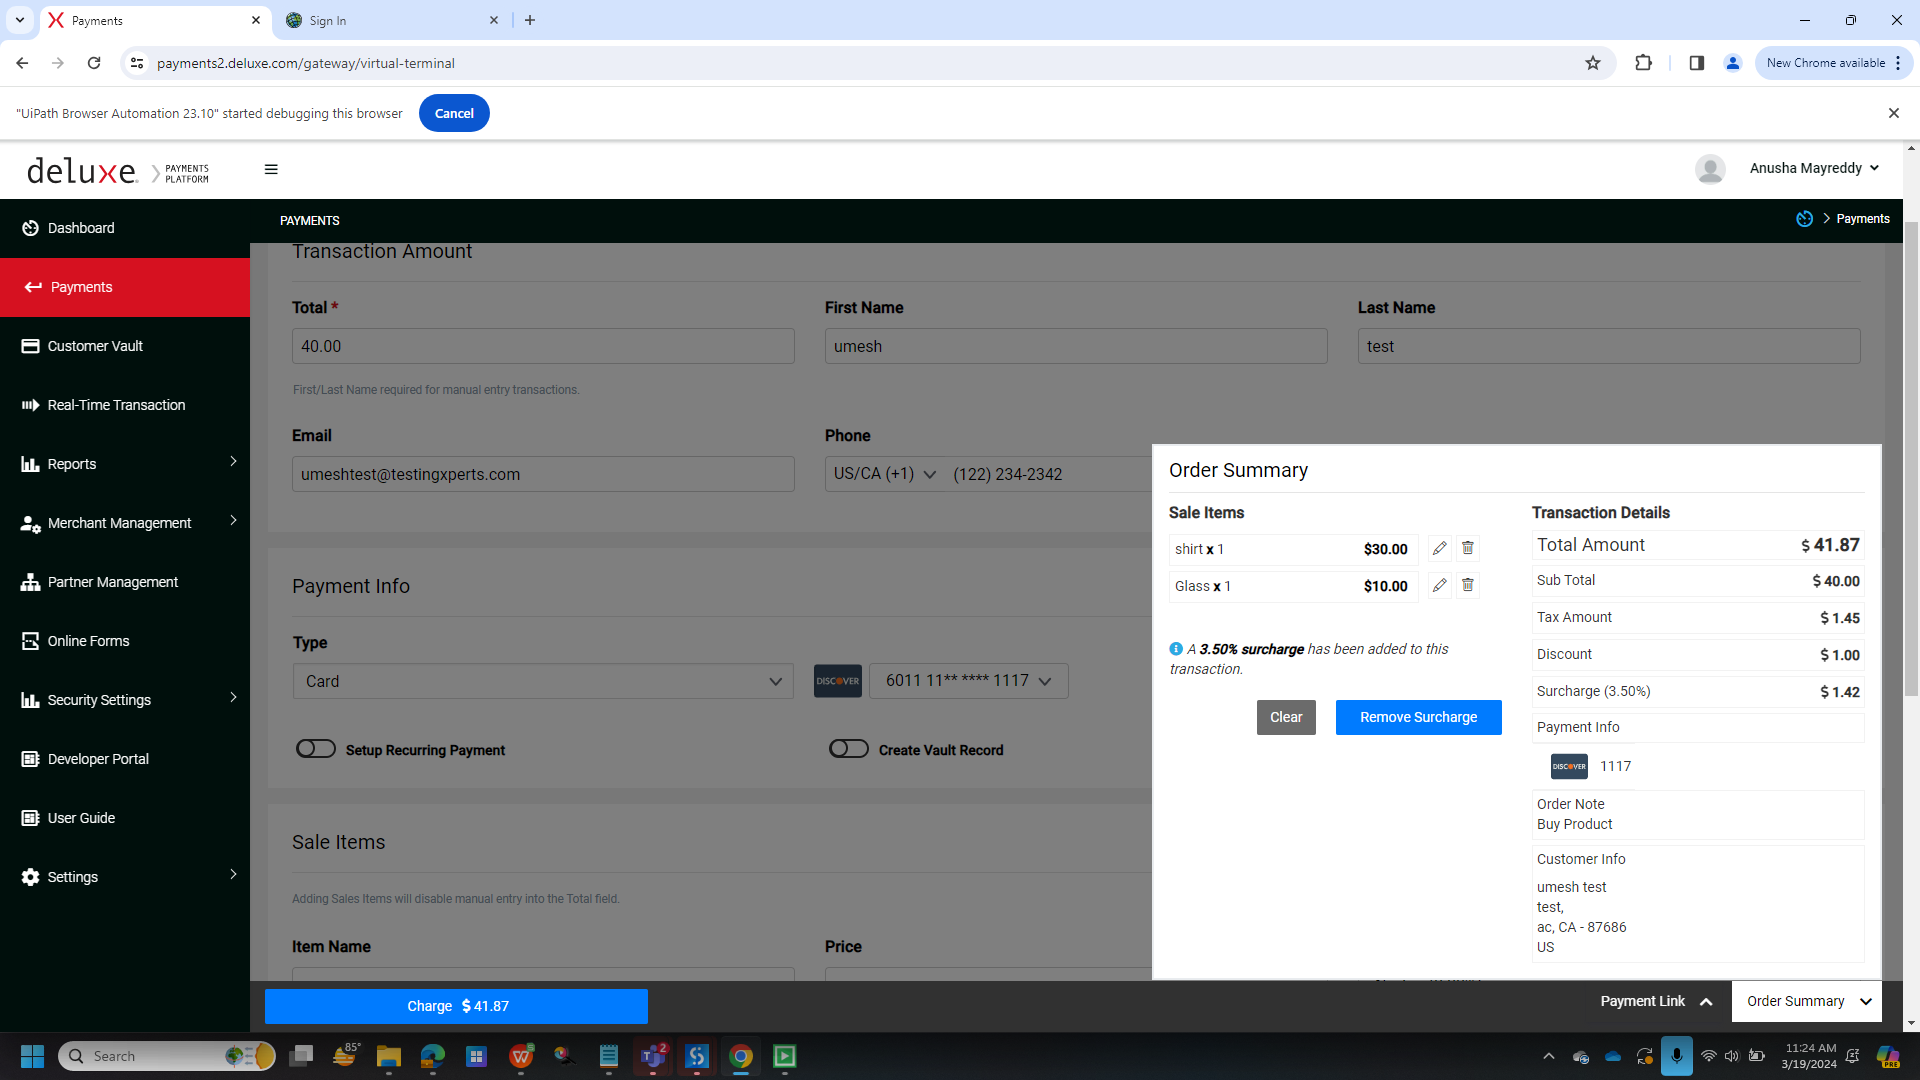 Payments
Sign In
payments2.deluxe.com/gateway/virtual-terminal
New Chrome available
"UiPath Browser Automation 23.10" started debugging this browser
Cancel
deluxe. PAYMENTS PLATFORM
Anusha Mayreddy
PAYMENTS
Payments
Dashboard
Payments
Customer Vault
Real-Time Transaction
Reports
Merchant Management
Partner Management
Online Forms
Security Settings
Developer Portal
User Guide
Settings
Transaction Amount
Total *
First Name
Last Name
40.00
umesh
test
First/Last Name required for manual entry transactions.
Email
Phone
umeshtest@testingxperts.com
US/CA (+1)
(122) 234-2342
Payment Info
Type
Card
DISCOVER
6011 11** **** 1117
Setup Recurring Payment
Create Vault Record
Sale Items
Adding Sales Items will disable manual entry into the Total field.
Item Name
Price
Order Summary
Sale Items
shirt x 1 $30.00
Glass x 1 $10.00
A 3.50% surcharge has been added to this
transaction.
Clear
Remove Surcharge
Transaction Details
Total Amount $ 41.87
Sub Total $ 40.00
Tax Amount $ 1.45
Discount $ 1.00
Surcharge (3.50%) $ 1.42
Payment Info
DISCOVER 1117
Order Note
Buy Product
Customer Info
umesh test
test,
ac, CA - 87686
US
Charge $ 41.87
Payment Link
Order Summary
Search
85°
2
11:24 AM
3/19/2024
PRE